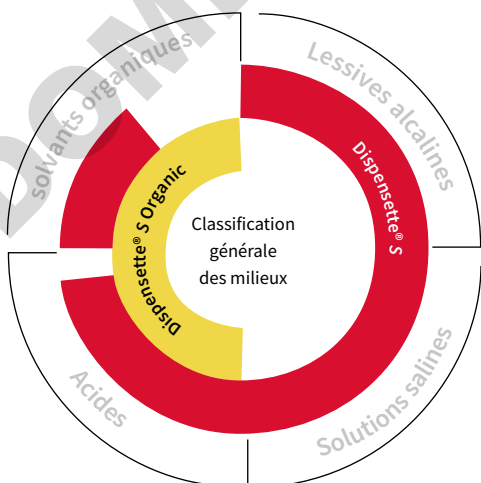 solvants organiques
Lessives alcalines
Dispensette® S
Dispensette® S Organic
Classification
générale
des milieux
Acides
Solutions salines